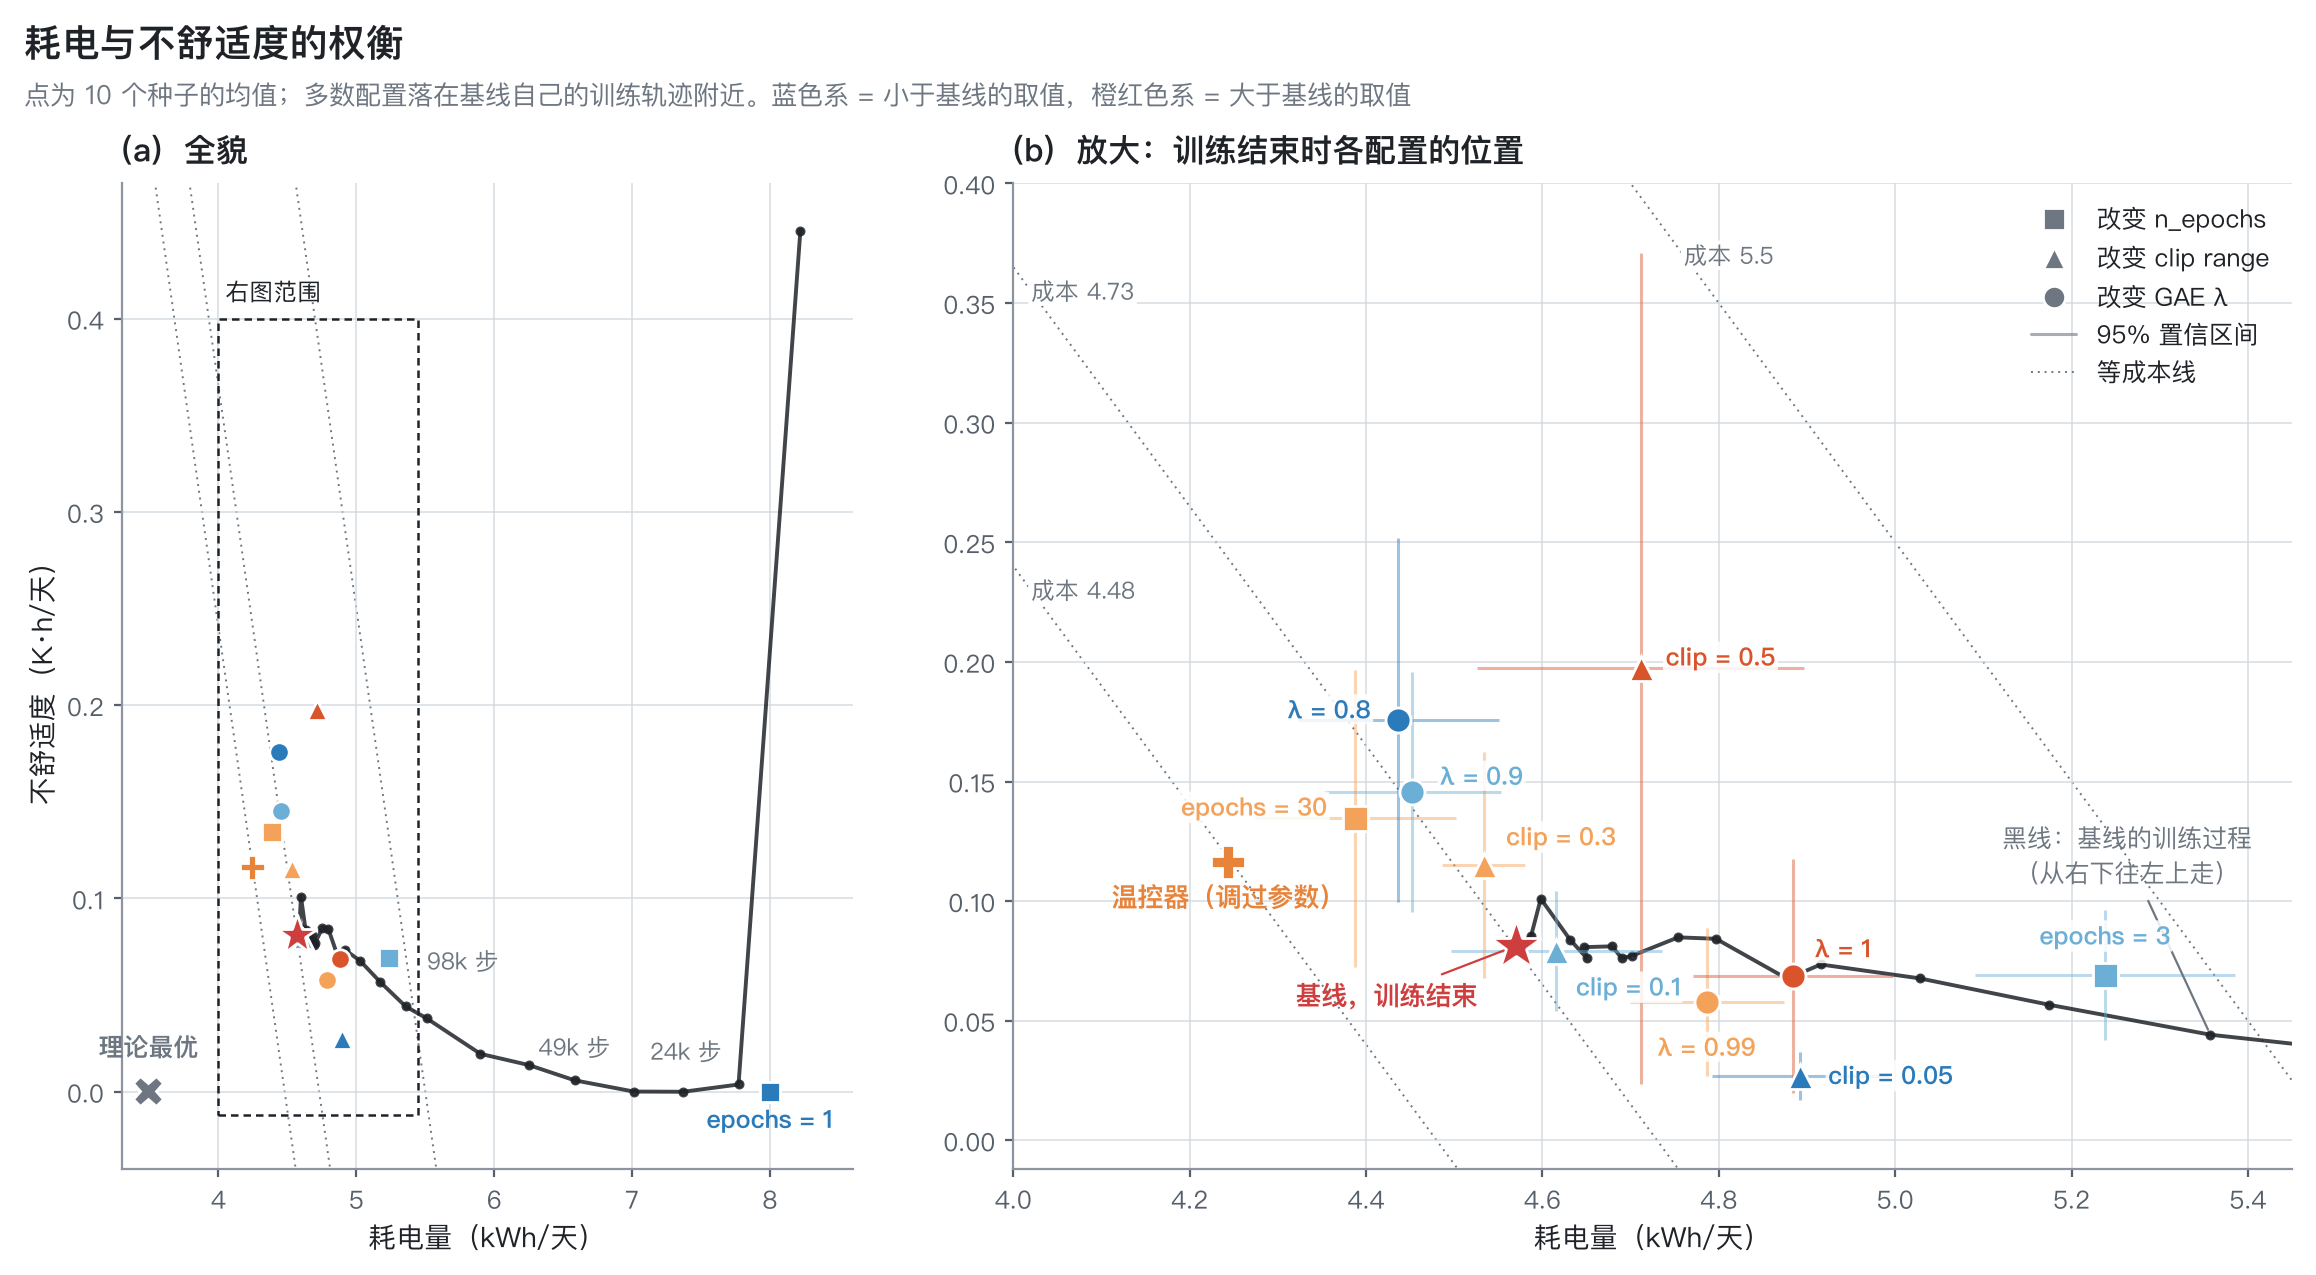 耗电与不舒适度的权衡
点为 10 个种子的均值；多数配置落在基线自己的训练轨迹附近。蓝色系 = 小于基线的取值，橙红色系 = 大于基线的取值
（a）全貌
不舒适度（K·h/天）
0.4
0.3
0.2
0.1
0.0
右图范围
98k 步
49k 步
24k 步
理论最优
epochs = 1
4
5
6
7
8
耗电量（kWh/天）
（b）放大：训练结束时各配置的位置
0.40
0.35
0.30
0.25
0.20
0.15
0.10
0.05
0.00
成本 5.5
成本 4.73
成本 4.48
改变 n_epochs
改变 clip range
改变 GAE λ
95% 置信区间
等成本线
clip = 0.5
λ = 0.8
λ = 0.9
epochs = 30
clip = 0.3
黑线：基线的训练过程
（从右下往左上走）
温控器（调过参数）
epochs = 3
λ = 1
clip = 0.1
基线，训练结束
λ = 0.99
clip = 0.05
4.0
4.2
4.4
4.6
4.8
5.0
5.2
5.4
耗电量（kWh/天）